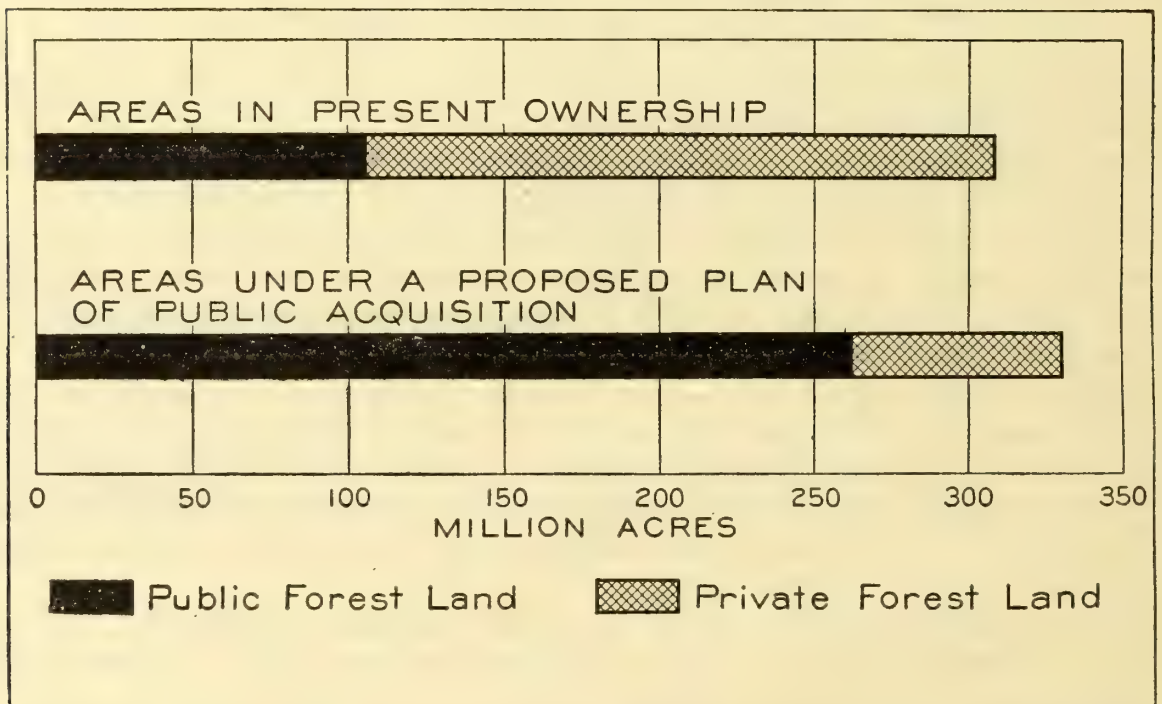 AREAS IN PRESENT OWNERSHIP
AREAS UNDER A PROPOSED PLAN
OF PUBLIC ACQUISITION
0 50 100 150 200 250 300 350
MILLION ACRES
Public Forest Land Private Forest Land